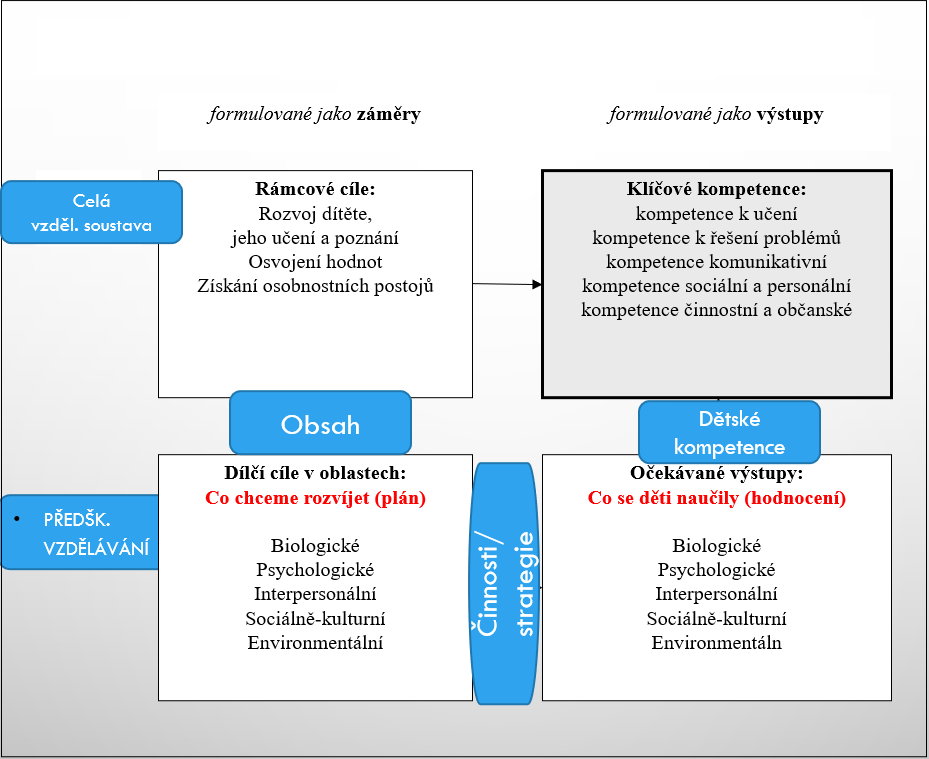 formulované jako záměry
formulované jako výstupy
Celá
vzděl. soustava
Rámcové cíle:
Rozvoj dítěte,
jeho učení a poznání
Osvojení hodnot
Získání osobnostních postojů
Klíčové kompetence:
kompetence k učení
kompetence k řešení problémů
kompetence komunikativní
kompetence sociální a personální
kompetence činnostní a občanské
Obsah
Dětské
kompetence
• PŘEDŠK.
VZDĚLÁVÁNÍ
Dílčí cíle v oblastech:
Co chceme rozvíjet (plán)
Biologické
Psychologické
Interpersonální
Sociálně-kulturní
Environmentální
Činnosti/
strategie
Očekávané výstupy:
Co se děti naučily (hodnocení)
Biologické
Psychologické
Interpersonální
Sociálně-kulturní
Environmentáln